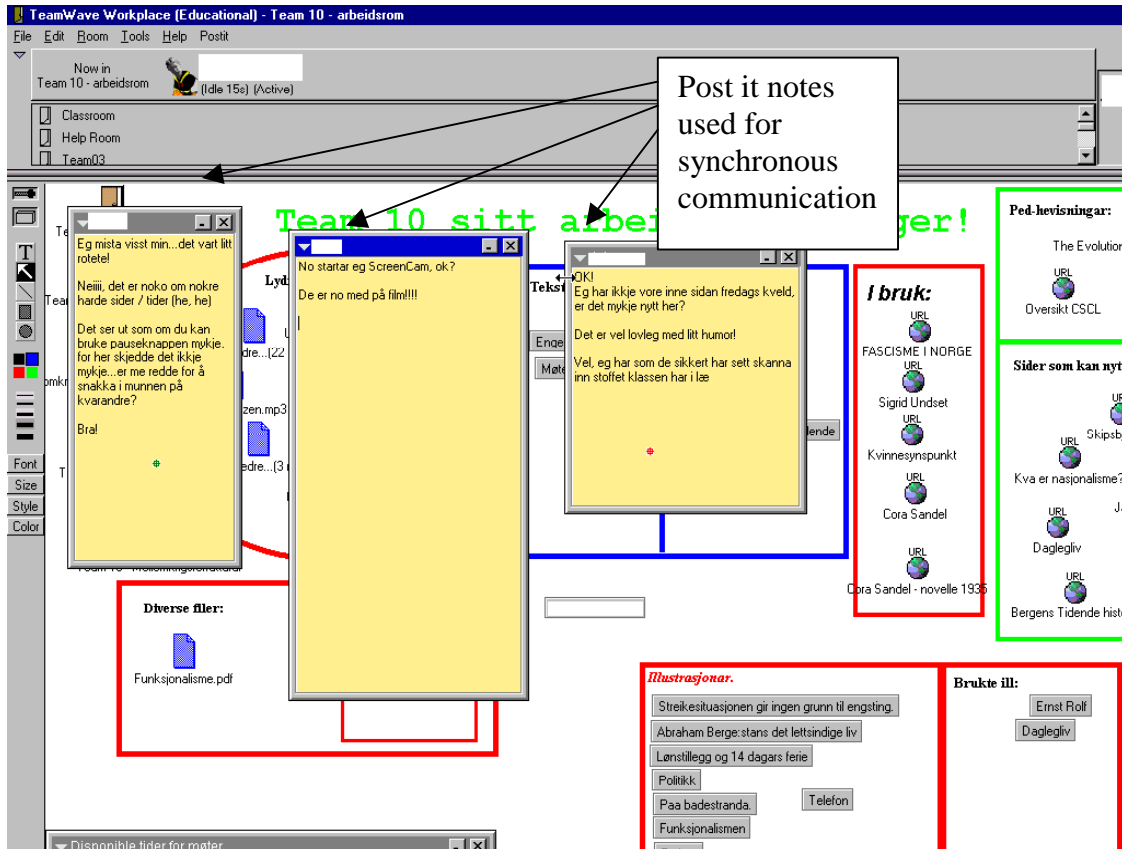 TeamWave Workplace (Educational) - Team 10 - arbeidsrom
File Edit Room Tools Help Postit
Now in
Team 10 - arbeidsrom
(Idle 15s) (Active)
Classroom
Help Room
Team03
Post it notes
used for
synchronous
communication
Team 10 sitt
Eg mista visst min...det vart litt
rotete!
Neiiii, det er noko om nokre
harde sider / tider (he, he)
Det ser ut som om du kan
bruke pauseknappen mykje.
for her skjedde det ikkje
mykje...er me redde for å
snakka i munnen på
kvarandre?
Bra!
No startar eg ScreenCam, ok?
De er no med på film!!!!
OK!
Eg har ikkje vore inne sidan fredags kveld,
er det mykje nytt her?
Det er vel lovleg med litt humor!
Vel, eg har som de sikkert har sett skanna
inn stoffet klassen har i læ
Font
Size
Style
Color
I bruk:
URL
FASCISME I NORGE
URL
Sigrid Undset
URL
Kvinnesynspunkt
URL
Cora Sandel
URL
Cora Sandel - novelle 1935
Ped-hevisningar:
The Evolution
URL
Oversikt CSCL
Sider som kan nyt
URL
Kva er nasjonalisme?
URL
Daglegliv
URL
Bergens Tidende hist
Diverse filer:
Funksjonalisme.pdf
Illustrasjonar.
Streikesituasjonen gir ingen grunn til engsting.
Abraham Berge:stans det lettsindige liv
Lønstillegg og 14 dagars ferie
Politikk
Paa badestranda.
Telefon
Funksjonalismen
Brukte ill:
Ernst Rolf
Daglegliv
Disponible tider for møter